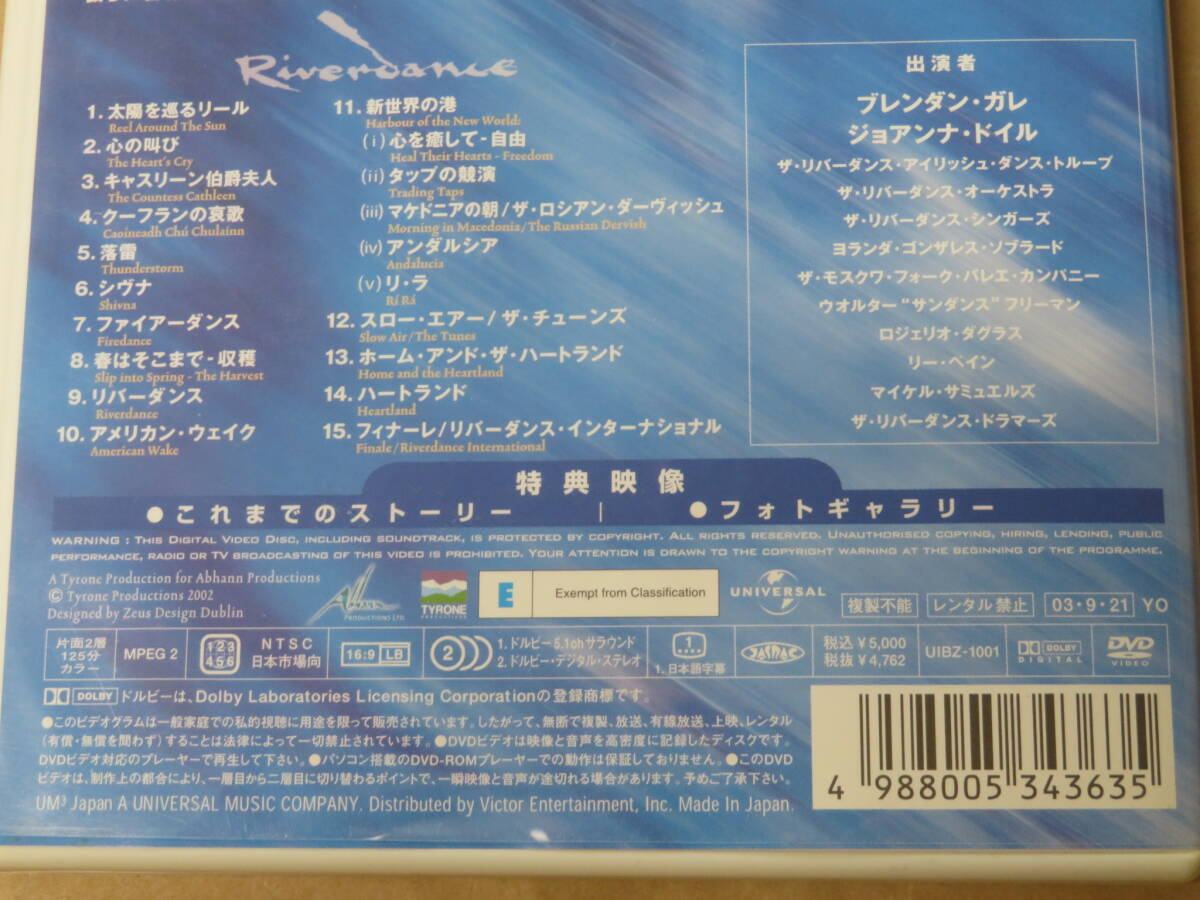 Riverdance
1. 太陽を巡るリール
Reel Around The Sun
2. 心の叫び
The Heart's Cry
3. キャスリーン伯爵夫人
The Countess Cathleen
4. クーフランの哀歌
Caoineadh Chú Chulainn
5. 落雷
Thunderstorm
6. シヴナ
Shivna
7. ファイアーダンス
Firedance
8. 春はそこまで - 収穫
Slip into Spring - The Harvest
9. リバーダンス
Riverdance
10. アメリカン・ウェイク
American Wake
11. 新世界の港
Harbour of the New World:
(i) 心を癒して - 自由
Heal Their Hearts - Freedom
(ii) タップの競演
Trading Taps
(iii) マケドニアの朝/ザ・ロシアン・ダーヴィッシュ
Morning in Macedonia/The Russian Dervish
(iv) アンダルシア
Andalucia
(v) リ・ラ
Rí Rá
12. スロー・エアー/ザ・チューンズ
Slow Air/The Tunes
13. ホーム・アンド・ザ・ハートランド
Home and the Heartland
14. ハートランド
Heartland
15. フィナーレ/リバーダンス・インターナショナル
Finale/Riverdance International
出演者
ブレンダン・ガレ
ジョアンナ・ドイル
ザ・リバーダンス・アイリッシュ・ダンス・トループ
ザ・リバーダンス・オーケストラ
ザ・リバーダンス・シンガーズ
ヨランダ・ゴンザレス・ソブラード
ザ・モスクワ・フォーク・バレエ・カンパニー
ウオルター“サンダンス”フリーマン
ロジェリオ・ダグラス
リー・ペイン
マイケル・サミュエルズ
ザ・リバーダンス・ドラマーズ
特典映像
●これまでのストーリー | ●フォトギャラリー
WARNING : THIS DIGITAL VIDEO DISC, INCLUDING SOUNDTRACK, IS PROTECTED BY COPYRIGHT. ALL RIGHTS RESERVED. UNAUTHORISED COPYING, HIRING, LENDING, PUBLIC
PERFORMANCE, RADIO OR TV BROADCASTING OF THIS VIDEO IS PROHIBITED. YOUR ATTENTION IS DRAWN TO THE COPYRIGHT WARNING AT THE BEGINNING OF THE PROGRAMME.
A Tyrone Production for Abhann Productions
© Tyrone Productions 2002
Designed by Zeus Design Dublin
ABHANN
PRODUCTIONS LTD.
TYRONE
PRODUCTIONS
E Exempt from Classification
UNIVERSAL
複製不能 レンタル禁止 03・9・21 YO
片面2層
125分
カラー
MPEG 2
123
456
NTSC
日本市場向
16:9 LB
2
1. ドルビー5.1chサラウンド
2. ドルビー・デジタル・ステレオ
1
1. 日本語字幕
JASRAC
税込 ¥5,000
税抜 ¥4,762
UIBZ-1001
DOLBY
DIGITAL
DVD
VIDEO
DOLBY ドルビーは、Dolby Laboratories Licensing Corporationの登録商標です。
●このビデオグラムは一般家庭での私的視聴に用途を限って販売されています。したがって、無断で複製、放送、有線放送、上映、レンタル
(有償・無償を問わず)することは法律によって一切禁止されています。●DVDビデオは映像と音声を高密度に記録したディスクです。
DVDビデオ対応のプレーヤーで再生して下さい。●パソコン搭載のDVD-ROMプレーヤーでの動作は保証しておりません。●このDVD
ビデオは、制作上の都合により、一層目から二層目に切り替わるポイントで、一瞬映像と音声が途切れる場合があります。予めご了承下さい。
UM³ Japan A UNIVERSAL MUSIC COMPANY. Distributed by Victor Entertainment, Inc. Made In Japan.
4 988005 343635